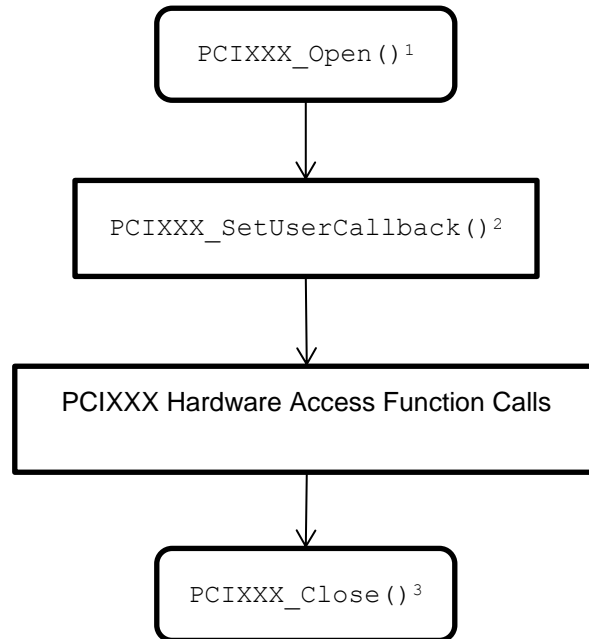 PCIXXX_Open()¹
PCIXXX_SetUserCallback()²
PCIXXX Hardware Access Function Calls
PCIXXX_Close()³